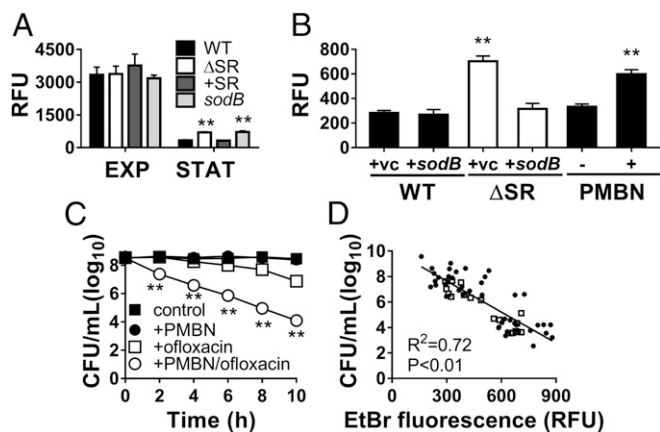 A
RFU
4500
3000
1500
0
EXP
STAT
WT
ΔSR
+SR
sodB
**
**
B
RFU
800
600
400
200
**
**
+vc
+sodB
+vc
+sodB
-
+
WT
ΔSR
PMBN
C
CFU/mL(log10)
8
6
4
2
0
**
**
**
**
**
control
+PMBN
+ofloxacin
+PMBN/ofloxacin
0
2
4
6
8
10
Time (h)
D
CFU/mL(log10)
10
8
6
4
2
0
R²=0.72
P<0.01
0
300
600
900
EtBr fluorescence (RFU)